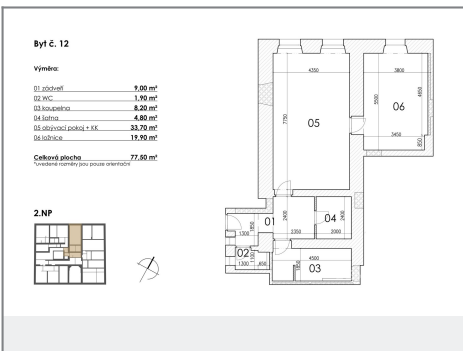 Byt č. 12
Výměra:
01 zádveří 9,00 m²
02 WC 1,90 m²
03 koupelna 8,20 m²
04 šatna 4,80 m²
05 obývací pokoj + KK 33,70 m²
06 ložnice 19,90 m²
Celková plocha 77,50 m²
*uvedené rozměry jsou pouze orientační
2.NP
4350
3800
7750
05
5500
06
4850
3450
850
01
1300
1850
2400
2350
04
2400
2000
02
1300
650
4500
03